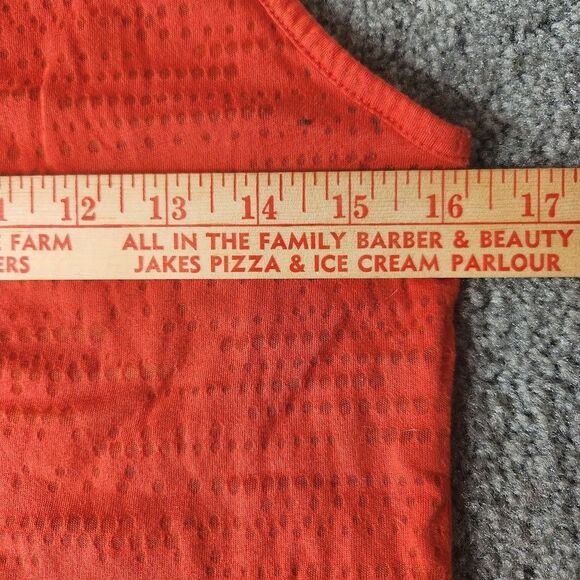 11 12 13 14 15 16 17
FARM ALL IN THE FAMILY BARBER & BEAUTY
ERS JAKES PIZZA & ICE CREAM PARLOUR